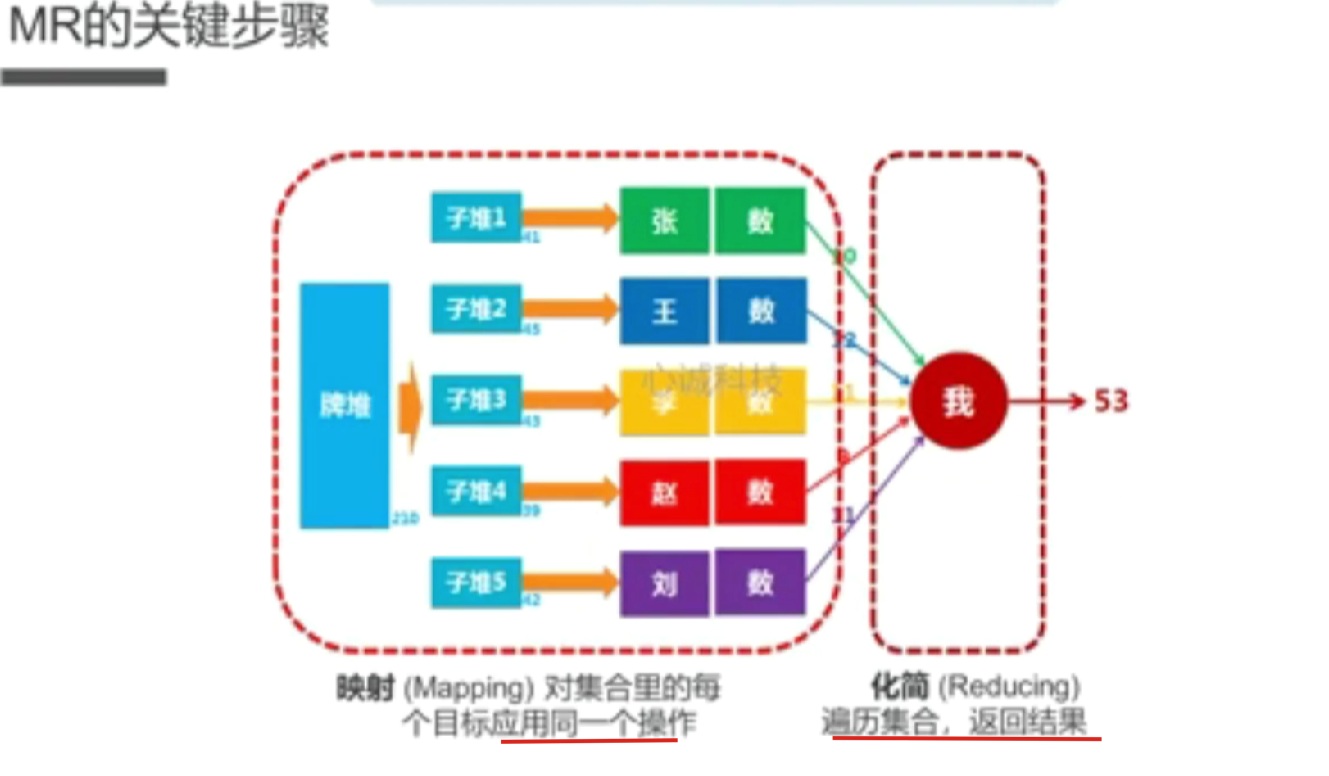 MR的关键步骤
子堆1
41
张 数
10
子堆2
45
王 数
12
心诚科技
牌堆
210
子堆3
43
李 数
11
我
53
子堆4
39
赵 数
9
子堆5
42
刘 数
11
映射 (Mapping) 对集合里的每
个目标应用同一个操作
化简 (Reducing)
遍历集合，返回结果